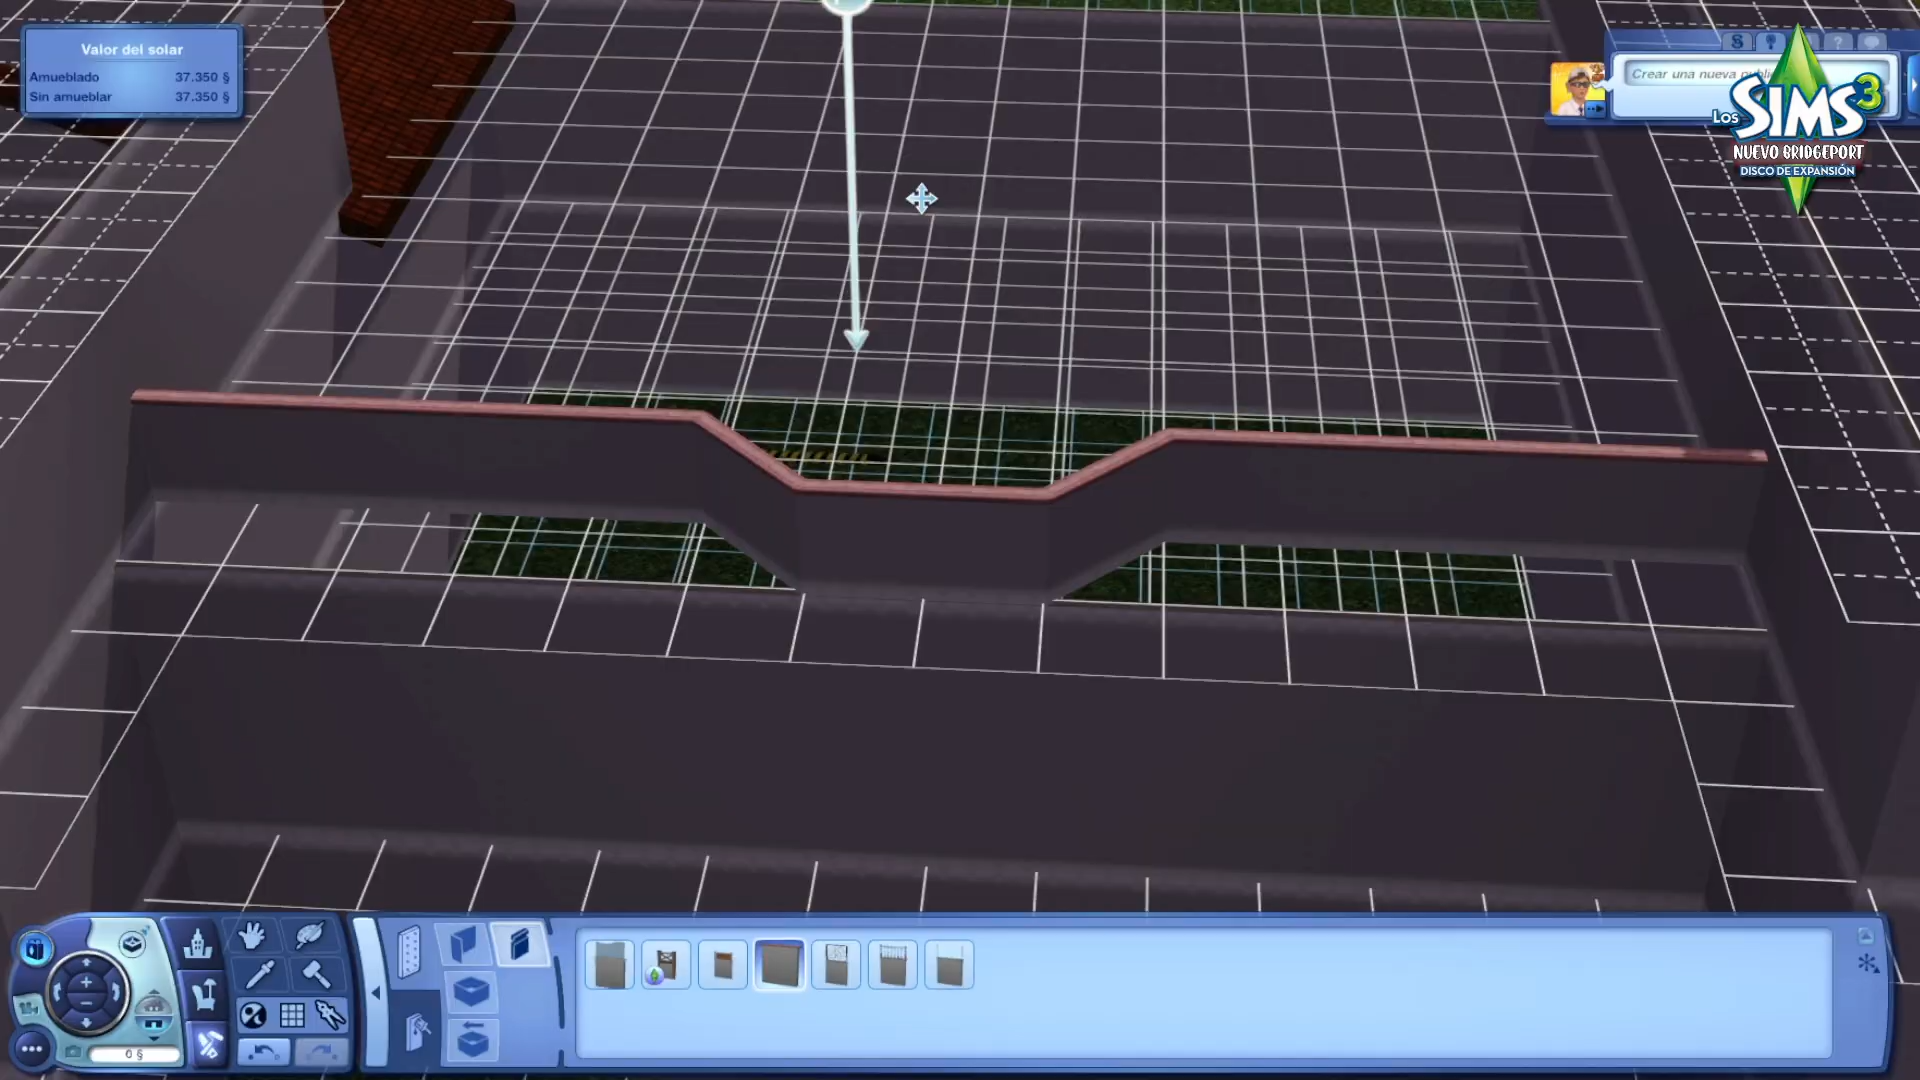 Valor del solar
Amueblado 37.350 §
Sin amueblar 37.350 §
Crear una nueva
LOS SIMS 3
NUEVO BRIDGEPORT
DISCO DE EXPANSIÓN
0 §